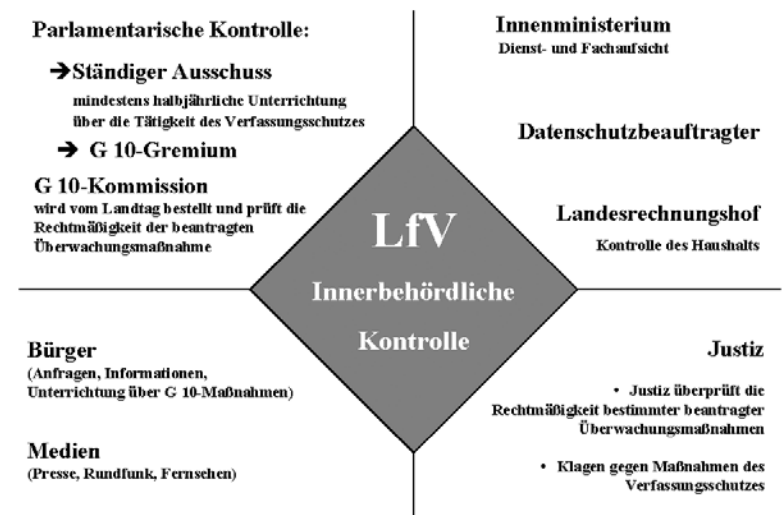 Parlamentarische Kontrolle:
➔Ständiger Ausschuss
mindestens halbjährliche Unterrichtung
über die Tätigkeit des Verfassungsschutzes
➔ G 10-Gremium
G 10-Kommission
wird vom Landtag bestellt und prüft die
Rechtmäßigkeit der beantragten
Überwachungsmaßnahme
Innenministerium
Dienst- und Fachaufsicht
Datenschutzbeauftragter
Landesrechnungshof
Kontrolle des Haushalts
LfV
Innerbehördliche
Kontrolle
Bürger
(Anfragen, Informationen,
Unterrichtung über G 10-Maßnahmen)
Medien
(Presse, Rundfunk, Fernsehen)
Justiz
• Justiz überprüft die
Rechtmäßigkeit bestimmter beantragter
Überwachungsmaßnahmen
• Klagen gegen Maßnahmen des
Verfassungsschutzes